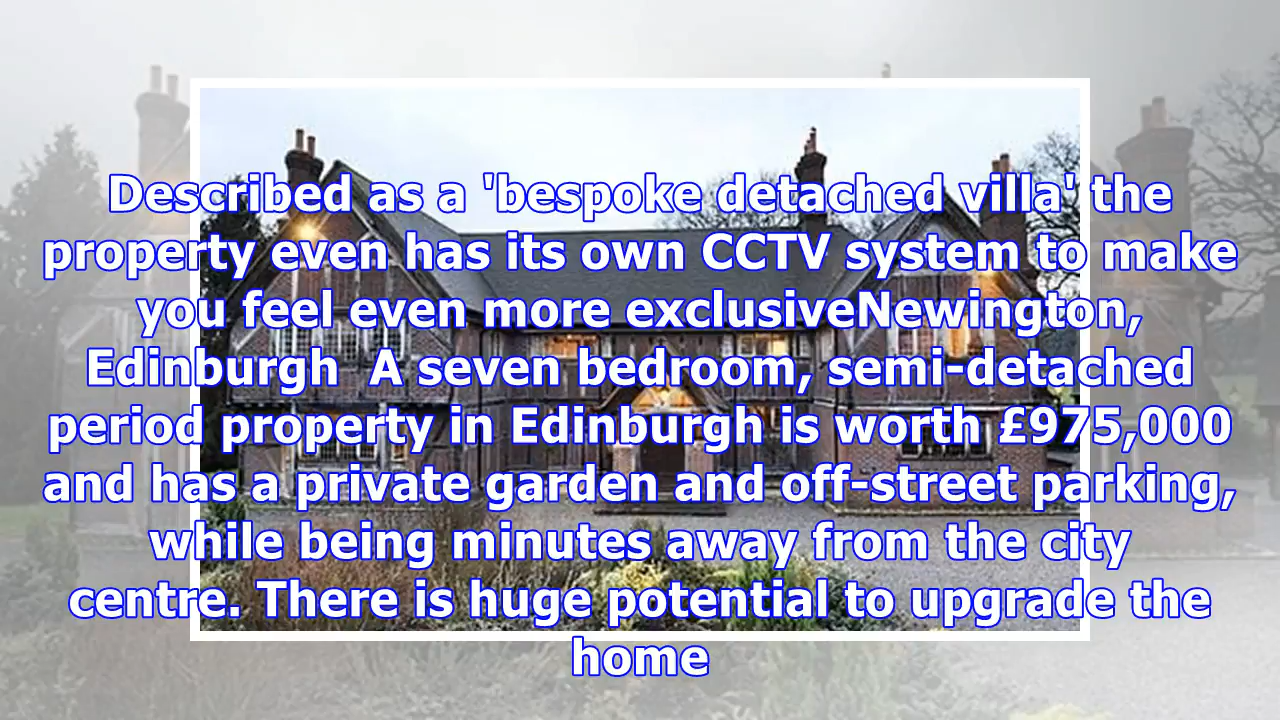 Described as a 'bespoke detached villa' the
property even has its own CCTV system to make
you feel even more exclusiveNewington,
Edinburgh  A seven bedroom, semi-detached
period property in Edinburgh is worth £975,000
and has a private garden and off-street parking,
while being minutes away from the city
centre. There is huge potential to upgrade the
home